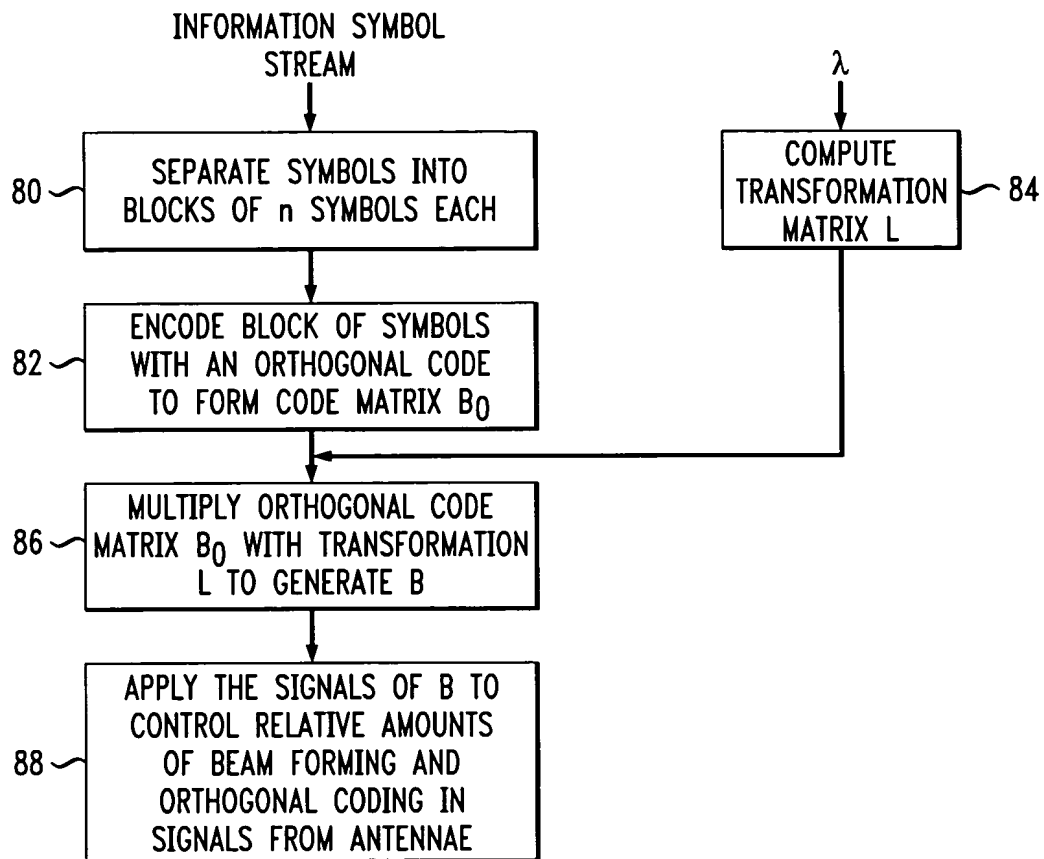 INFORMATION SYMBOL
STREAM
λ
80
SEPARATE SYMBOLS INTO
BLOCKS OF n SYMBOLS EACH
COMPUTE
TRANSFORMATION
MATRIX L
84
82
ENCODE BLOCK OF SYMBOLS
WITH AN ORTHOGONAL CODE
TO FORM CODE MATRIX B0
86
MULTIPLY ORTHOGONAL CODE
MATRIX B0 WITH TRANSFORMATION
L TO GENERATE B
88
APPLY THE SIGNALS OF B TO
CONTROL RELATIVE AMOUNTS
OF BEAM FORMING AND
ORTHOGONAL CODING IN
SIGNALS FROM ANTENNAE